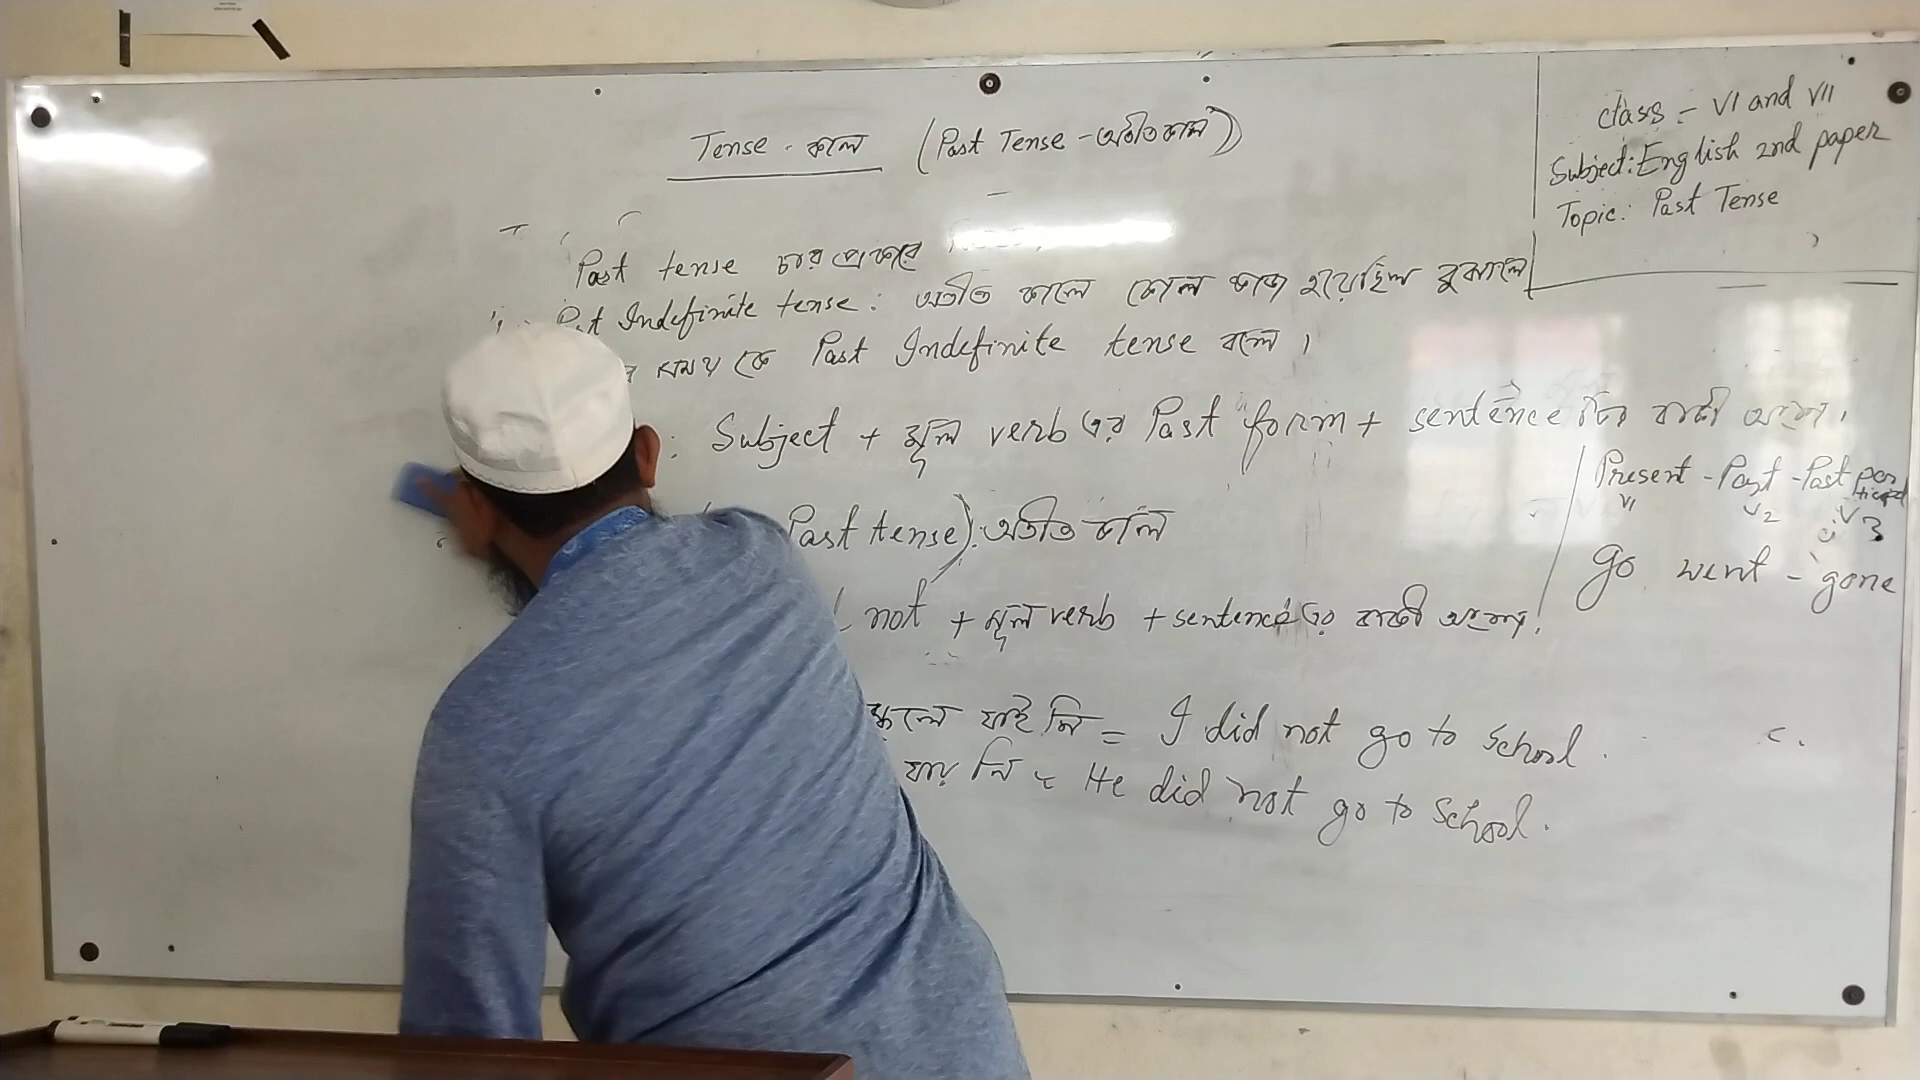 Tense - কাল (Past Tense - অতীত কাল)
Class - VI and VII
Subject: English 2nd paper
Topic: Past Tense
Past tense চার প্রকার
Past Indefinite tense: অতীত কালে কোন কাজ হয়েছিল বুঝালে
সময় কে Past Indefinite tense বলে।
: Subject + মূল verb এর Past form + sentence টির বাকী অংশ।
Present - Past - Past participal
V1 V2 V3
go went - gone
Past tense): অতীত কাল
not + মূল verb + sentence এর বাকী অংশ।
স্কুলে যাই নি = I did not go to School.
যায় নি = He did not go to School.